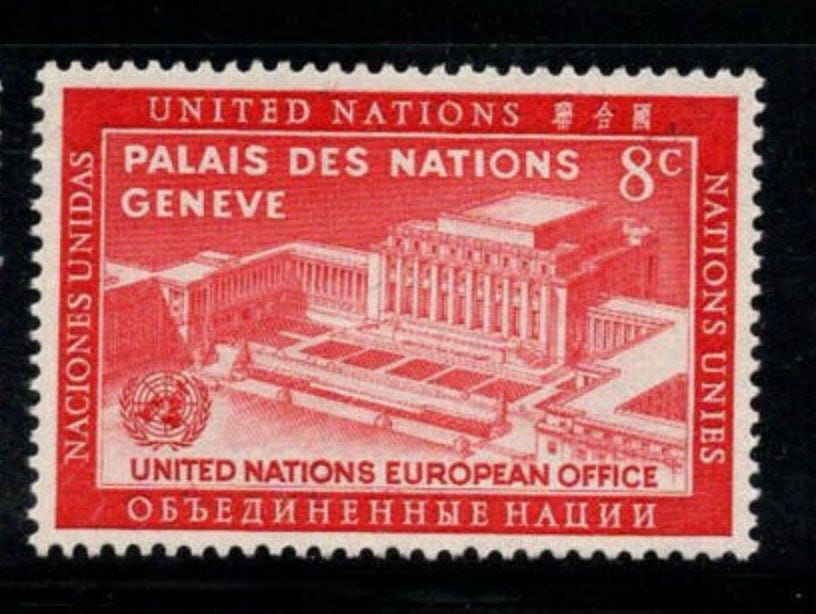 UNITED NATIONS 聯合國
PALAIS DES NATIONS
GENEVE
8c
NACIONES UNIDAS
NATIONS UNIES
UNITED NATIONS EUROPEAN OFFICE
ОБЪЕДИНЕННЫЕ НАЦИИ